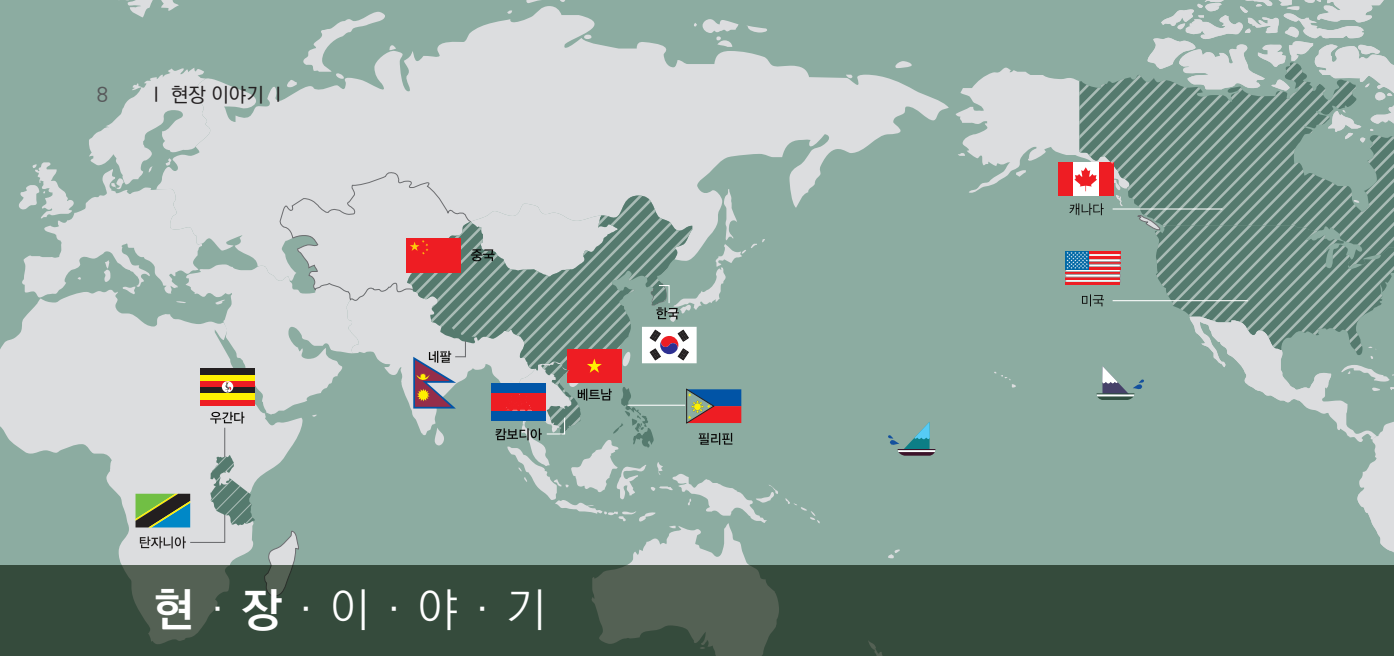 8 | 현장 이야기 |
캐나다
중국
미국
한국
네팔
베트남
우간다
캄보디아
필리핀
탄자니아
현 · 장 · 이 · 야 · 기